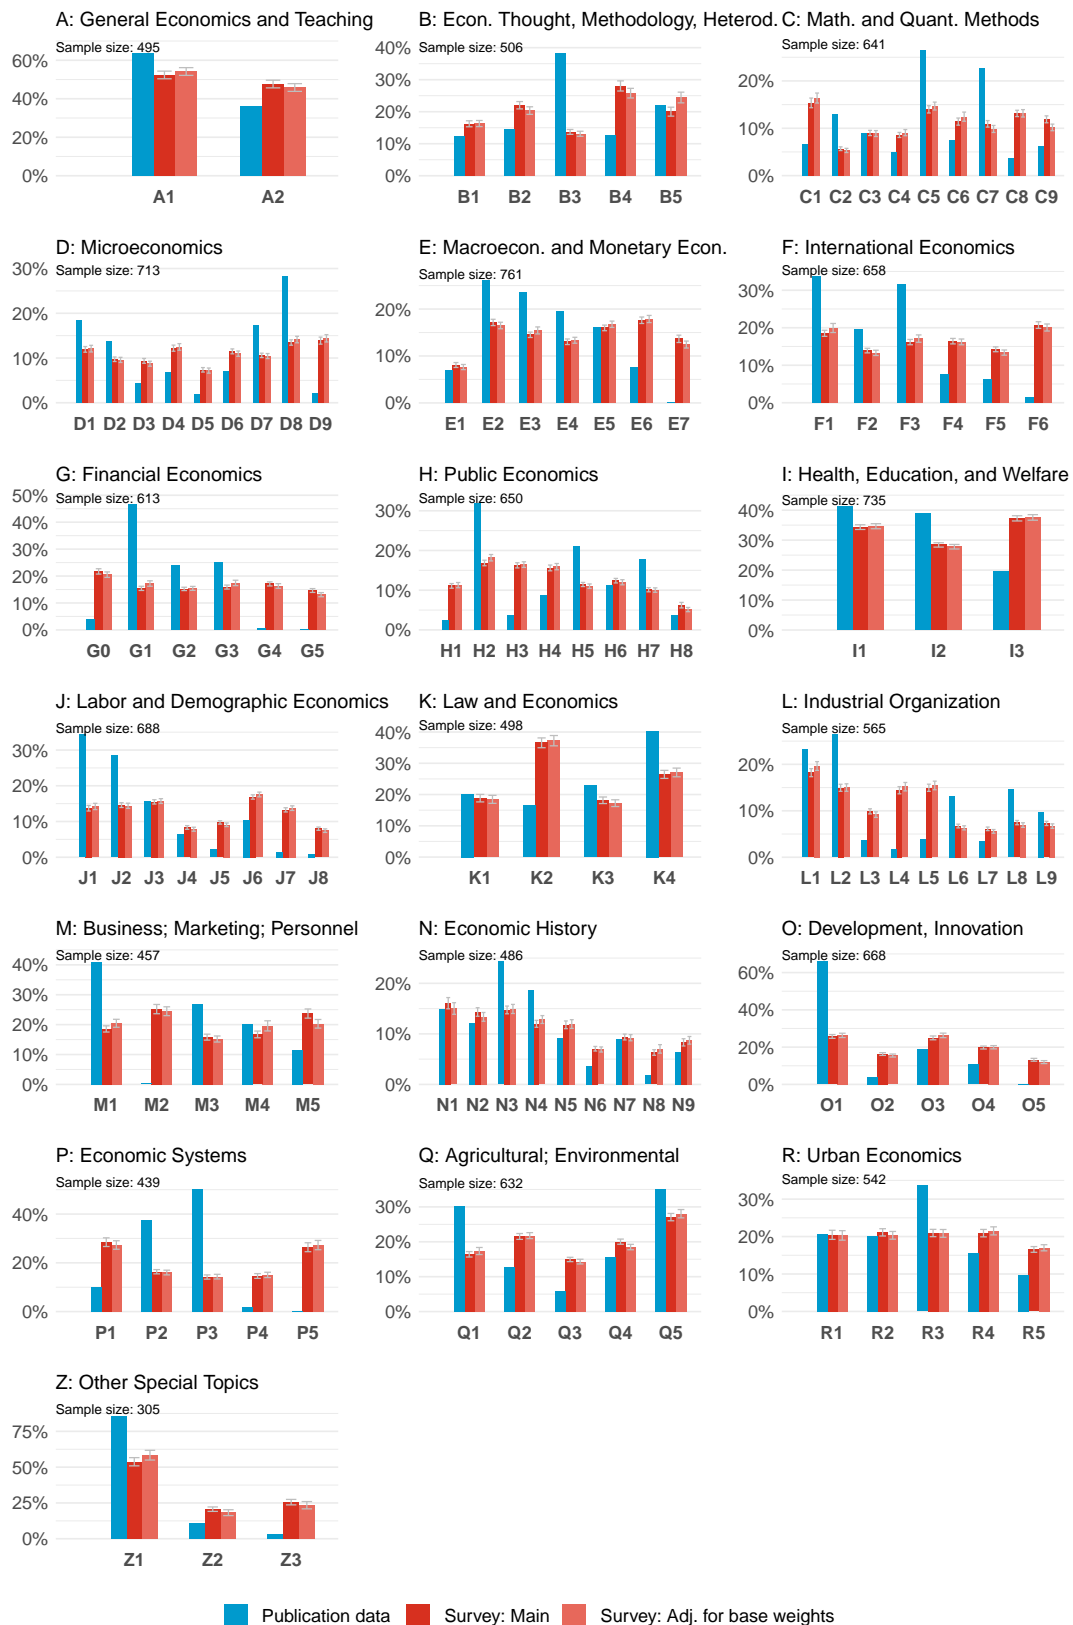 A: General Economics and Teaching
Sample size: 495
60%
40%
20%
0%
A1 A2
B: Econ. Thought, Methodology, Heterod.
Sample size: 506
40%
30%
20%
10%
0%
B1 B2 B3 B4 B5
C: Math. and Quant. Methods
Sample size: 641
20%
10%
0%
C1 C2 C3 C4 C5 C6 C7 C8 C9
D: Microeconomics
Sample size: 713
30%
20%
10%
0%
D1 D2 D3 D4 D5 D6 D7 D8 D9
E: Macroecon. and Monetary Econ.
Sample size: 761
20%
10%
0%
E1 E2 E3 E4 E5 E6 E7
F: International Economics
Sample size: 658
30%
20%
10%
0%
F1 F2 F3 F4 F5 F6
G: Financial Economics
Sample size: 613
50%
40%
30%
20%
10%
0%
G0 G1 G2 G3 G4 G5
H: Public Economics
Sample size: 650
30%
20%
10%
0%
H1 H2 H3 H4 H5 H6 H7 H8
I: Health, Education, and Welfare
Sample size: 735
40%
30%
20%
10%
0%
I1 I2 I3
J: Labor and Demographic Economics
Sample size: 688
30%
20%
10%
0%
J1 J2 J3 J4 J5 J6 J7 J8
K: Law and Economics
Sample size: 498
40%
30%
20%
10%
0%
K1 K2 K3 K4
L: Industrial Organization
Sample size: 565
20%
10%
0%
L1 L2 L3 L4 L5 L6 L7 L8 L9
M: Business; Marketing; Personnel
Sample size: 457
40%
30%
20%
10%
0%
M1 M2 M3 M4 M5
N: Economic History
Sample size: 486
20%
10%
0%
N1 N2 N3 N4 N5 N6 N7 N8 N9
O: Development, Innovation
Sample size: 668
60%
40%
20%
0%
O1 O2 O3 O4 O5
P: Economic Systems
Sample size: 439
40%
20%
0%
P1 P2 P3 P4 P5
Q: Agricultural; Environmental
Sample size: 632
30%
20%
10%
0%
Q1 Q2 Q3 Q4 Q5
R: Urban Economics
Sample size: 542
30%
20%
10%
0%
R1 R2 R3 R4 R5
Z: Other Special Topics
Sample size: 305
75%
50%
25%
0%
Z1 Z2 Z3
Publication data Survey: Main Survey: Adj. for base weights